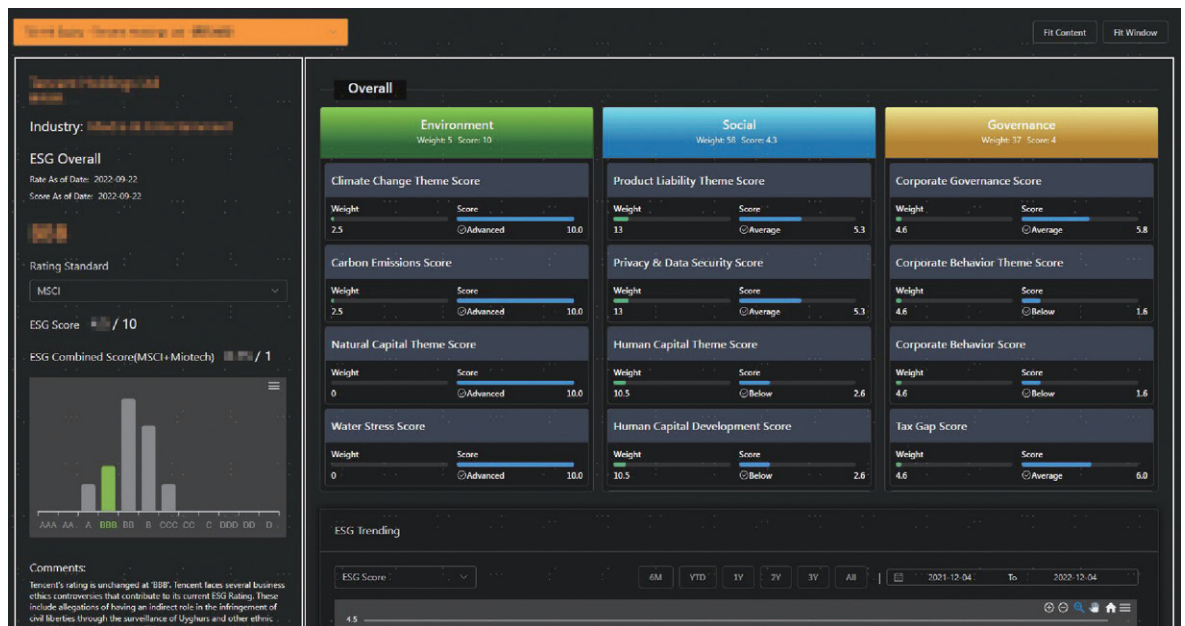 Fit Content
Fit Window
Industry:
ESG Overall
Rate As of Date: 2022-09-22
Score As of Date: 2022-09-22
Rating Standard
MSCI
ESG Score / 10
ESG Combined Score(MSCI+Miotech) / 1
AAA AA A BBB BB B CCC CC C DDD DD D
Comments:
Tencent's rating is unchanged at 'BBB'. Tencent faces several business
ethics controversies that contribute to its current ESG Rating. These
include allegations of having an indirect role in the infringement of
civil liberties through the surveillance of Uyghurs and other ethnic
Overall
Environment
Weight: 5 Score: 10
Climate Change Theme Score
Weight Score
2.5 Advanced 10.0
Carbon Emissions Score
Weight Score
2.5 Advanced 10.0
Natural Capital Theme Score
Weight Score
0 Advanced 10.0
Water Stress Score
Weight Score
0 Advanced 10.0
Social
Weight: 58 Score: 4.3
Product Liability Theme Score
Weight Score
13 Average 5.3
Privacy & Data Security Score
Weight Score
13 Average 5.3
Human Capital Theme Score
Weight Score
10.5 Below 2.6
Human Capital Development Score
Weight Score
10.5 Below 2.6
Governance
Weight: 37 Score: 4
Corporate Governance Score
Weight Score
4.6 Average 5.8
Corporate Behavior Theme Score
Weight Score
4.6 Below 1.6
Corporate Behavior Score
Weight Score
4.6 Below 1.6
Tax Gap Score
Weight Score
4.6 Average 6.0
ESG Trending
ESG Score
6M YTD 1Y 2Y 3Y All | 2021-12-04 To 2022-12-04
4.5